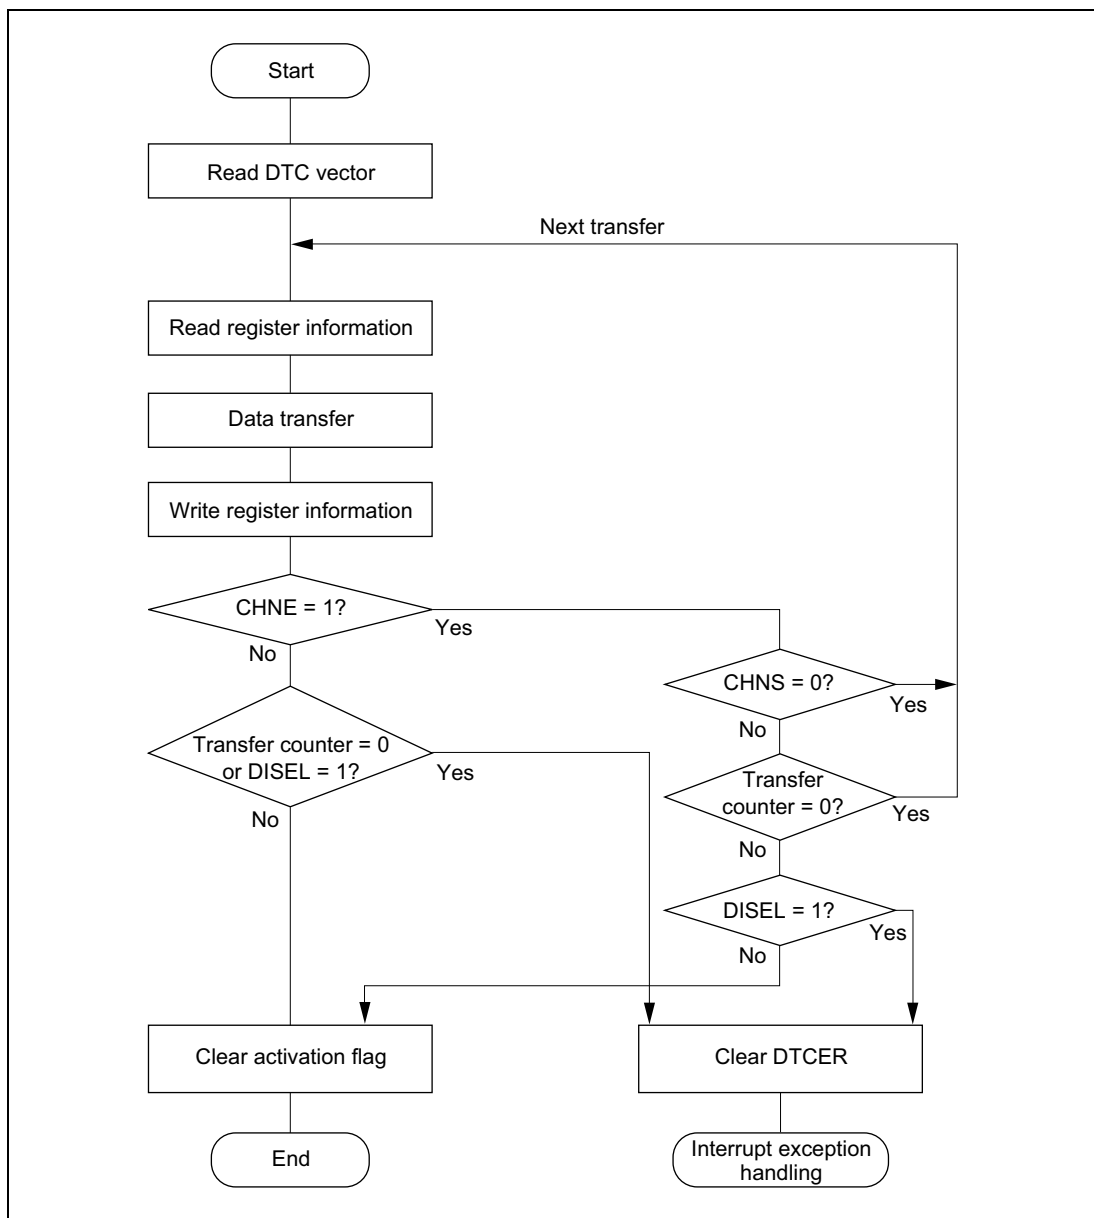 Start
Read DTC vector
Next transfer
Read register information
Data transfer
Write register information
CHNE = 1?
Yes
No
CHNS = 0?
Yes
No
Transfer counter = 0
or DISEL = 1?
Yes
No
Transfer
counter = 0?
Yes
No
DISEL = 1?
Yes
No
Clear activation flag
Clear DTCER
End
Interrupt exception
handling